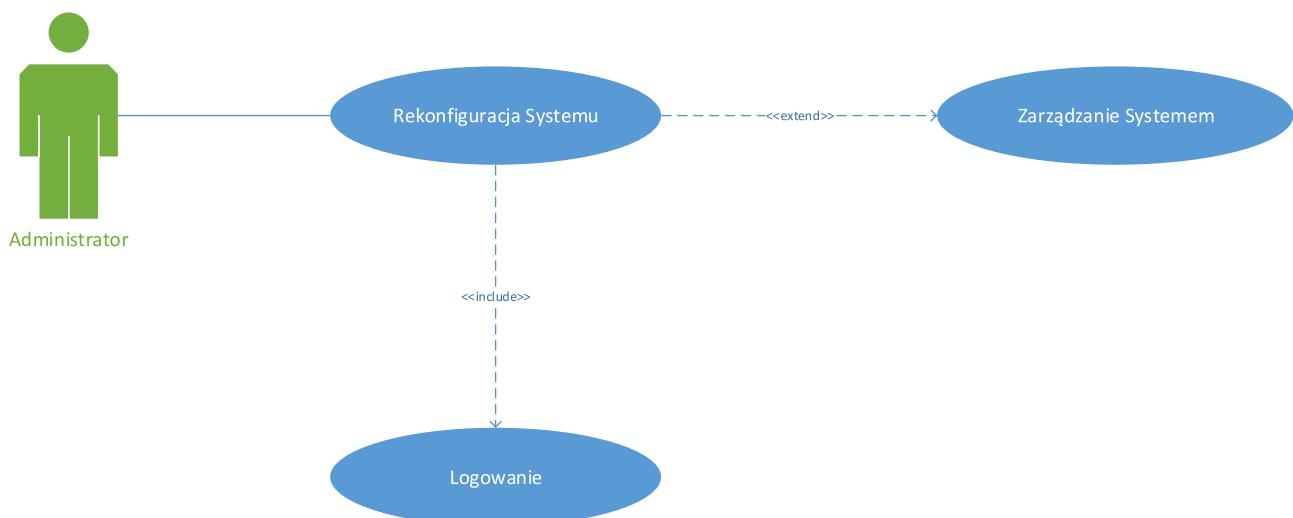 Rekonfiguracja Systemu
<<extend>>
Zarządzanie Systemem
Administrator
<<include>>
Logowanie